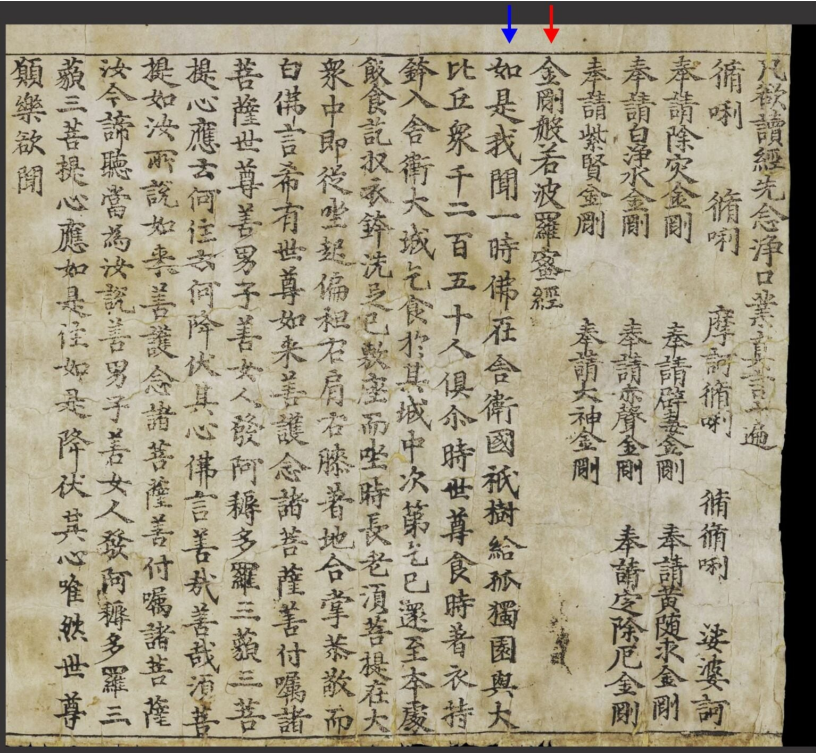 凡欲讀經先念淨口業真言一遍
脩唎 脩唎 摩訶脩唎 脩脩唎 娑婆訶
奉請除灾金剛 奉請辟毒金剛 奉請黃随求金剛
奉請白淨水金剛 奉請赤聲金剛 奉請定除厄金剛
奉請紫賢金剛 奉請大神金剛
金剛般若波羅蜜經
如是我聞一時佛在舍衛國祇樹給孤獨園與大
比丘衆千二百五十人俱尒時世尊食時著衣持
鉢入舍衛大城乞食於其城中次第乞已還至本處
飯食訖収衣鉢洗足已敷座而坐時長老湏菩提在大
衆中即從坐起偏袒右肩右膝著地合掌恭敬而
白佛言希有世尊如来善護念諸菩薩善付囑諸
菩薩世尊善男子善女人發阿耨多羅三藐三菩
提心應云何住云何降伏其心佛言善哉善哉湏菩
提如汝所說如來善護念諸菩薩善付囑諸菩薩
汝今諦聽當為汝說善男子善女人發阿耨多羅三
藐三菩提心應如是住如是降伏其心唯然世尊
願樂欲聞